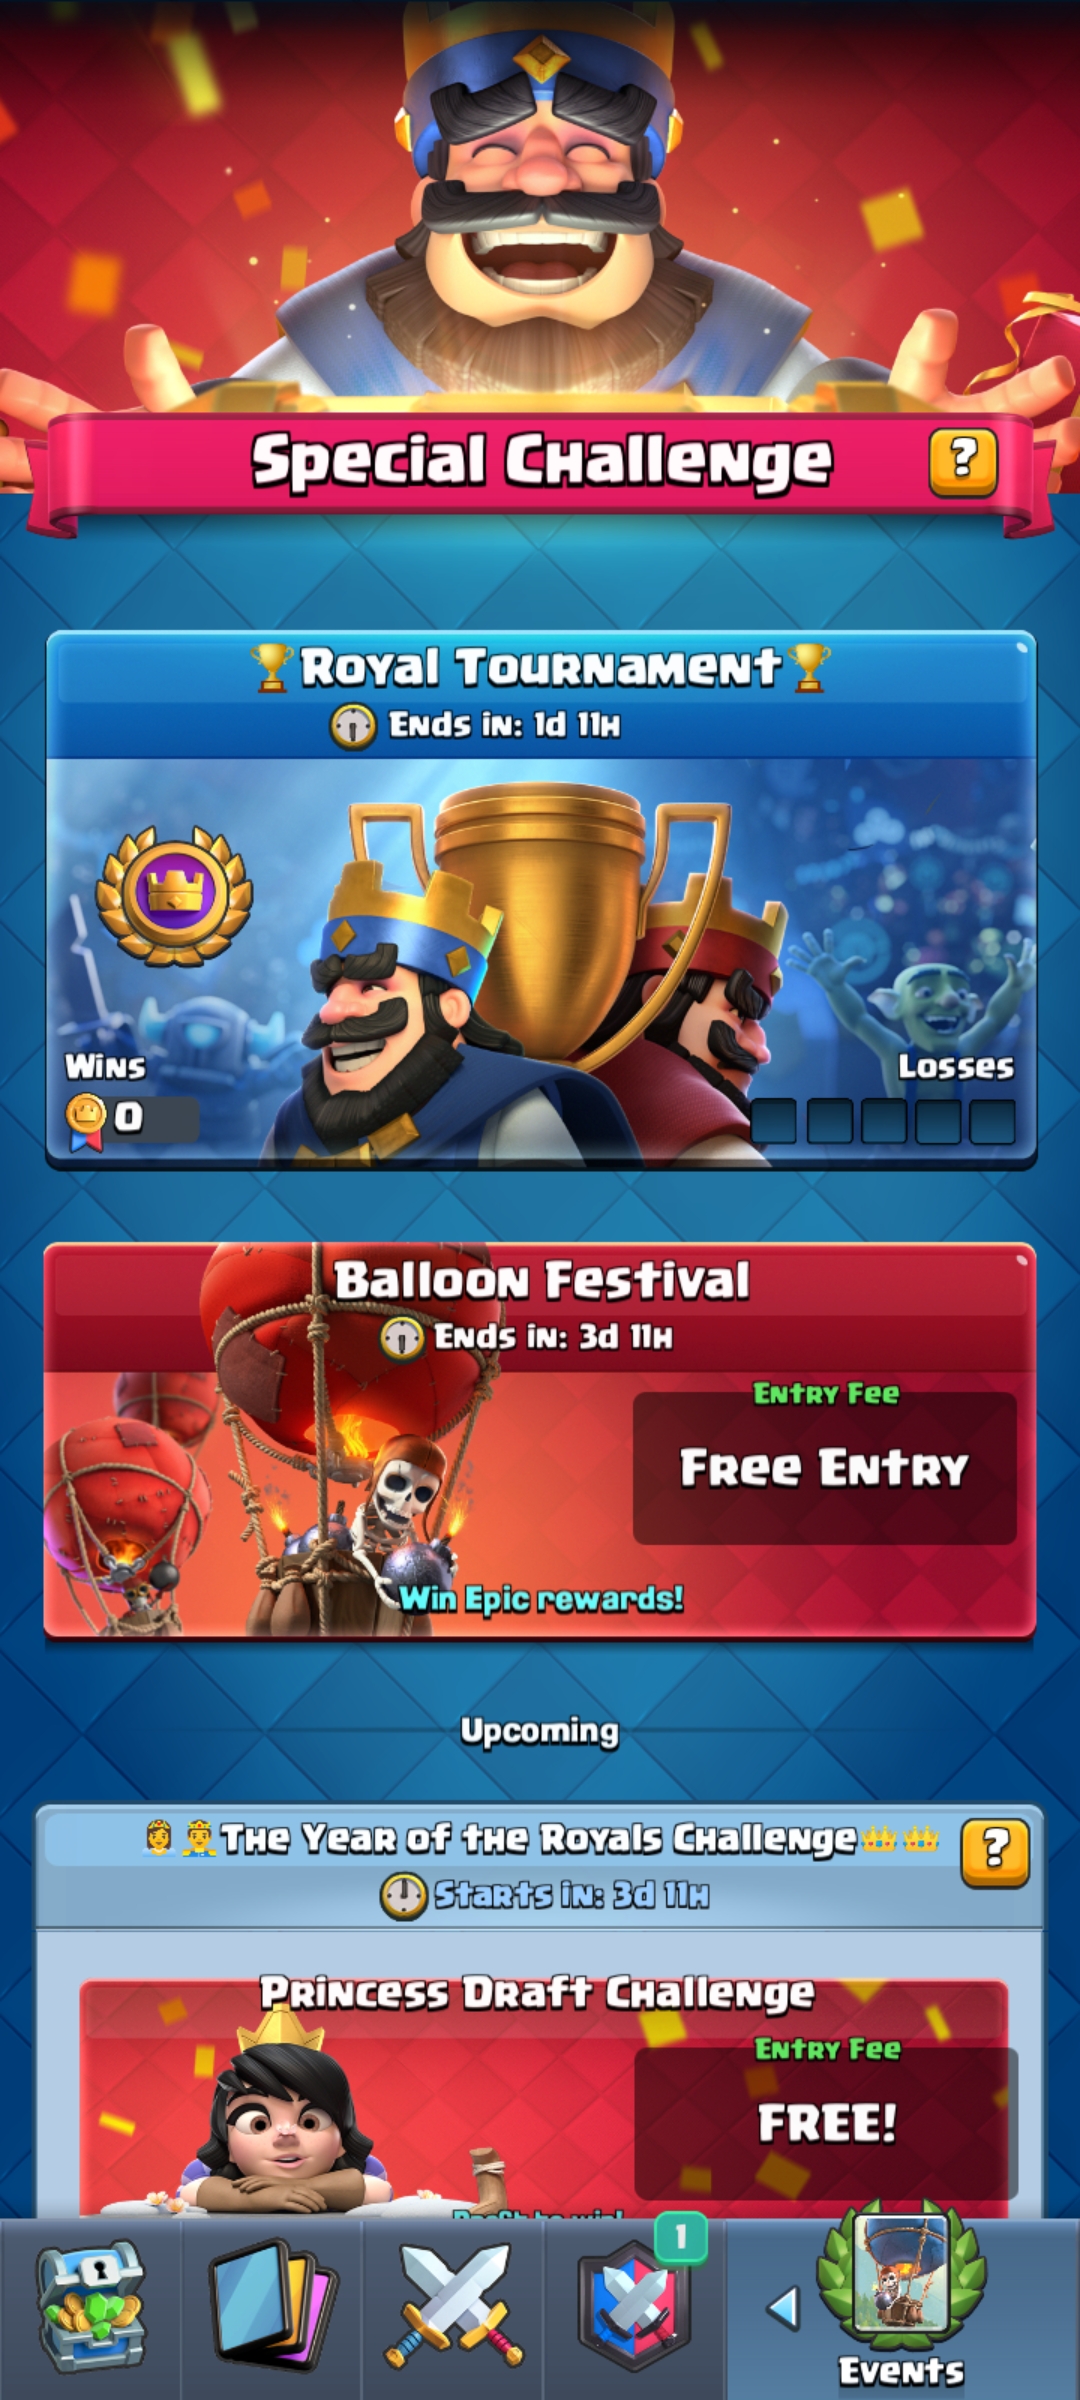 Special Challenge
?
🏆Royal Tournament🏆
Ends in: 1d 11h
Wins
0
Losses
Balloon Festival
Ends in: 3d 11h
Entry Fee
Free Entry
Win Epic rewards!
Upcoming
👸🤴The Year of the Royals Challenge👑👑
?
Starts in: 3d 11h
Princess Draft Challenge
Entry Fee
FREE!
1
Events